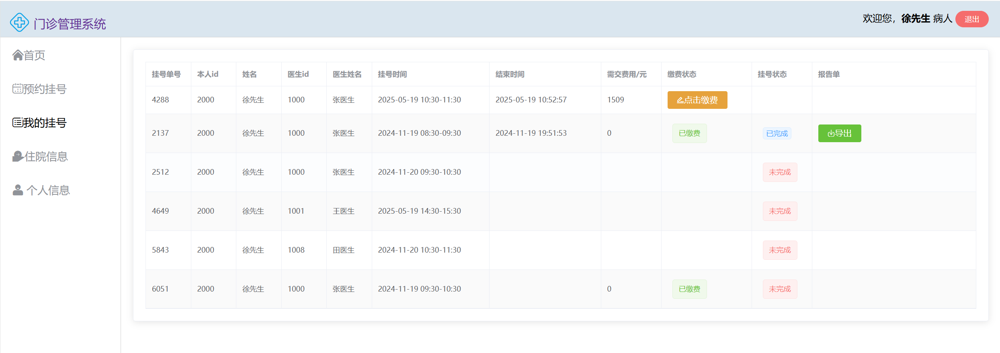 门诊管理系统
欢迎您，徐先生 病人 退出
首页
预约挂号
我的挂号
住院信息
个人信息
挂号单号 本人id 姓名 医生id 医生姓名 挂号时间 结束时间 需交费用/元 缴费状态 挂号状态 报告单
4288 2000 徐先生 1000 张医生 2025-05-19 10:30-11:30 2025-05-19 10:52:57 1509 点击缴费
2137 2000 徐先生 1000 张医生 2024-11-19 08:30-09:30 2024-11-19 19:51:53 0 已缴费 已完成 导出
2512 2000 徐先生 1000 张医生 2024-11-20 09:30-10:30 未完成
4649 2000 徐先生 1001 王医生 2025-05-19 14:30-15:30 未完成
5843 2000 徐先生 1008 田医生 2024-11-20 10:30-11:30 未完成
6051 2000 徐先生 1000 张医生 2024-11-19 09:30-10:30 0 已缴费 未完成